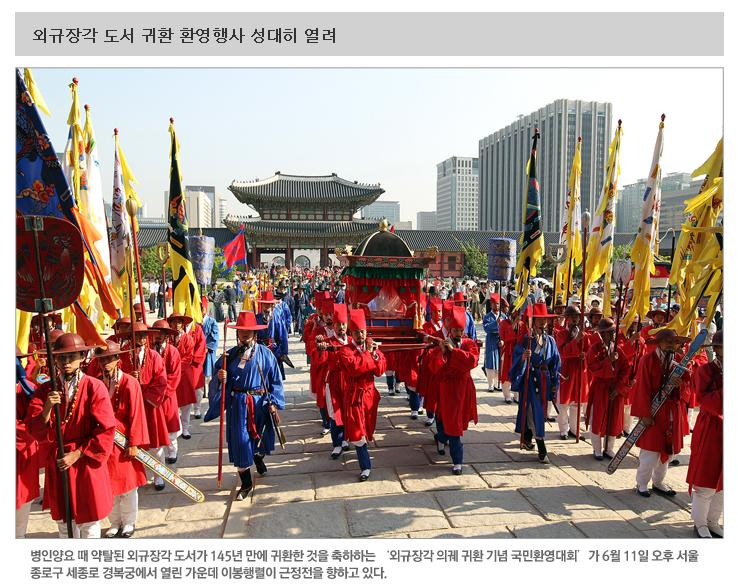 외규장각 도서 귀환 환영행사 성대히 열려
병인양요 때 약탈된 외규장각 도서가 145년 만에 귀환한 것을 축하하는 ‘외규장각 의궤 귀환 기념 국민환영대회’가 6월 11일 오후 서울
종로구 세종로 경복궁에서 열린 가운데 이봉행렬이 근정전을 향하고 있다.